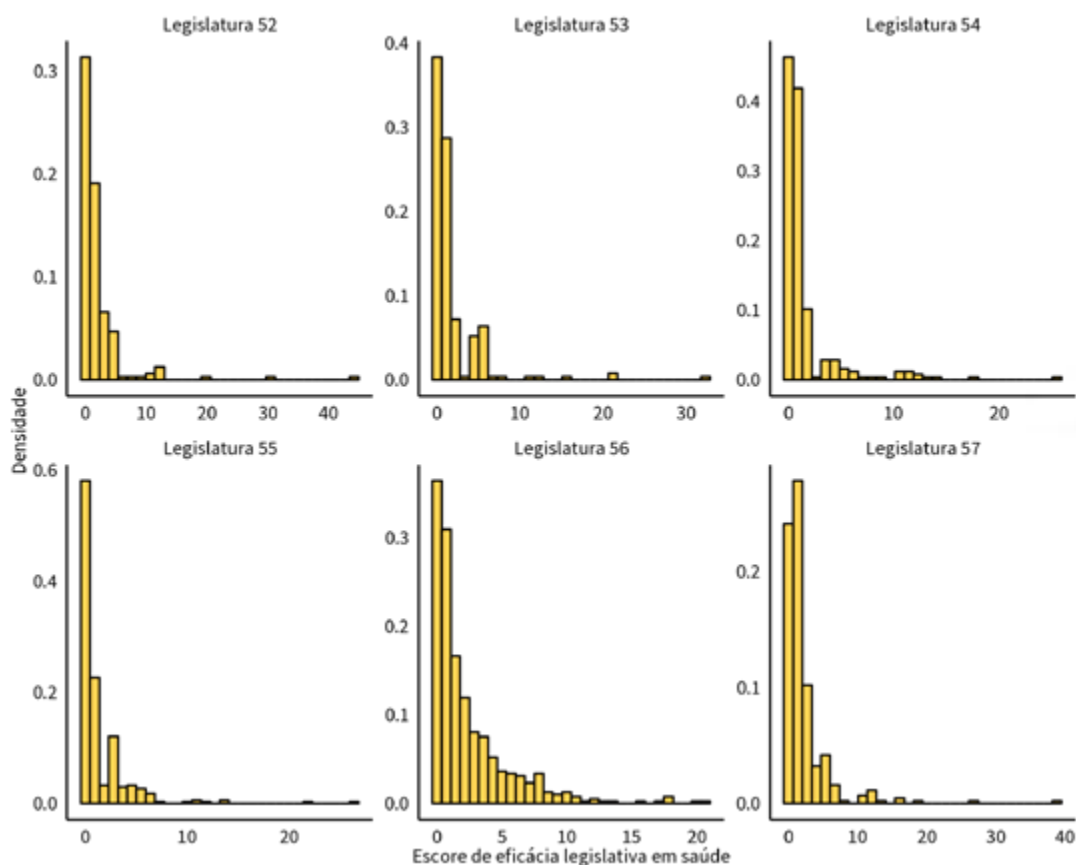 Legislatura 52
Legislatura 53
Legislatura 54
0.3
0.2
0.1
0.0
0 10 20 30 40
0.4
0.3
0.2
0.1
0.0
0 10 20 30
0.4
0.3
0.2
0.1
0.0
0 10 20
Densidade
Legislatura 55
Legislatura 56
Legislatura 57
0.6
0.4
0.2
0.0
0 10 20
0.3
0.2
0.1
0.0
0 5 10 15 20
0.2
0.1
0.0
0 10 20 30 40
Escore de eficácia legislativa em saúde